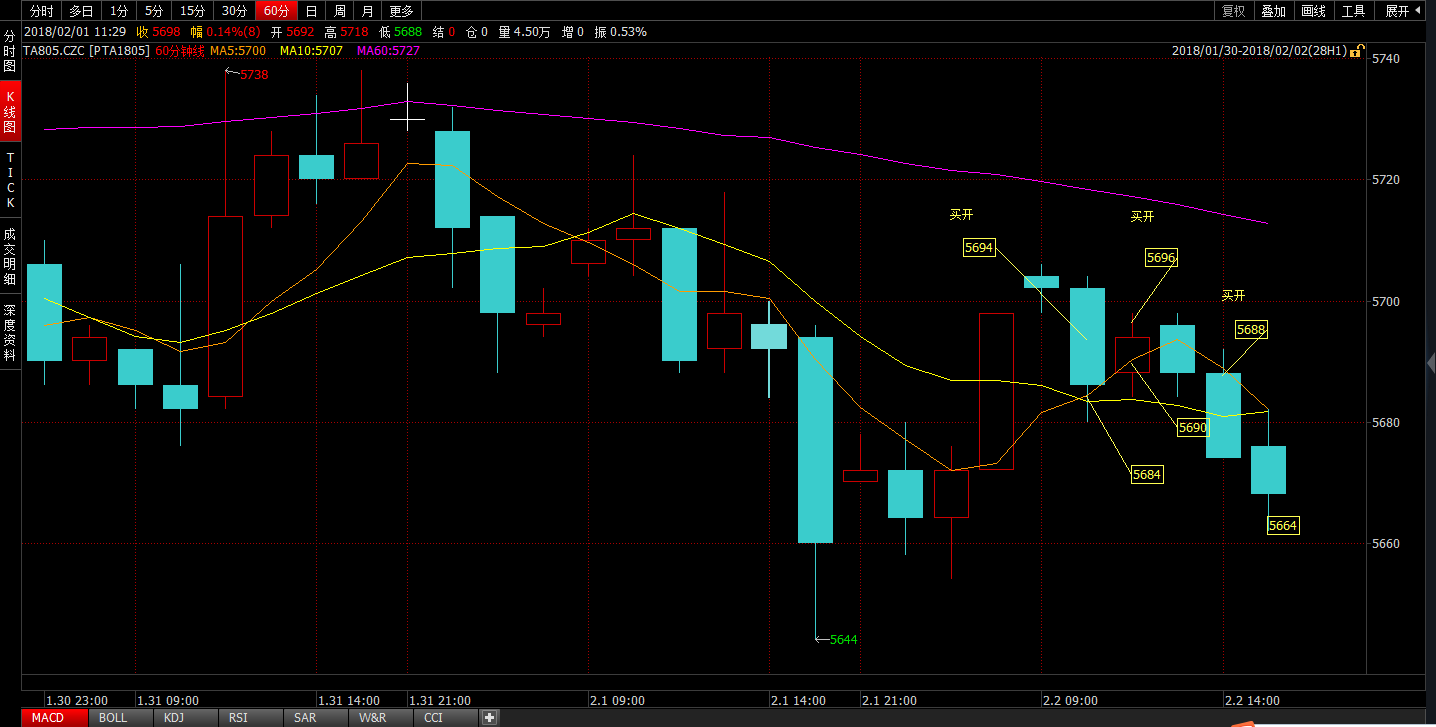 分时 多日 1分 5分 15分 30分 60分 日 周 月 更多 复权 叠加 画线 工具 展开
2018/02/01 11:29 收 5698 幅 0.14%(8) 开 5692 高 5718 低 5688 结 0 仓 0 量 4.50万 增 0 振 0.53%
TA805.CZC [PTA1805] 60分钟线 MA5:5700 MA10:5707 MA60:5727 2018/01/30-2018/02/02(28H1)
分时图
K线图
TICK
成交明细
深度资料
5740
5738
5720
买开
买开
5694
5696
买开
5700
5688
5680
5690
5684
5664
5660
5644
1.30 23:00 1.31 09:00 1.31 14:00 1.31 21:00 2.1 09:00 2.1 14:00 2.1 21:00 2.2 09:00 2.2 14:00
MACD BOLL KDJ RSI SAR W&R CCI